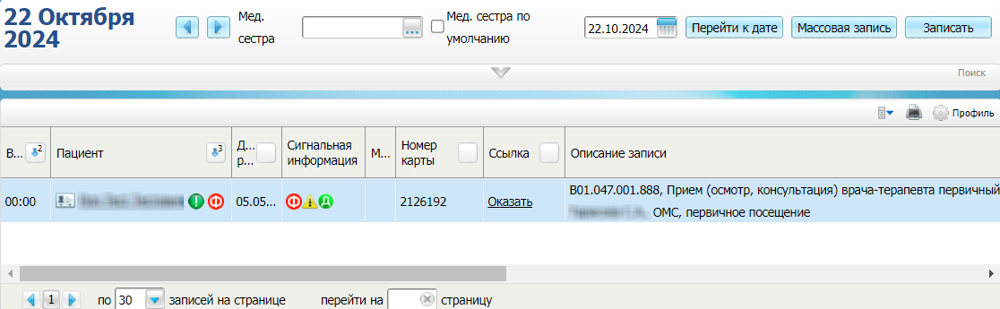 22 Октября
2024
Мед.
сестра
...
Мед. сестра по
умолчанию
22.10.2024
Перейти к дате
Массовая запись
Записать
Поиск
Профиль
В... 2
Пациент 3
Д...
р...
Сигнальная
информация
М...
Номер
карты
Ссылка
Описание записи
00:00
! Ф
05.05...
Ф ! Д
2126192
Оказать
B01.047.001.888, Прием (осмотр, консультация) врача-терапевта первичный
ОМС, первичное посещение
1
по 30 записей на странице
перейти на
страницу